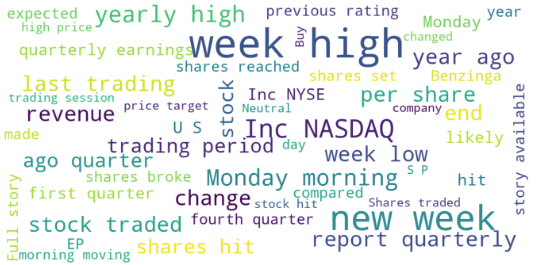 expected
yearly high
previous rating
Monday
year
high price
Buy
changed
quarterly earnings
week high
year ago
shares reached
last trading
shares set
Benzinga
trading session
price target
stock
Inc NYSE
per share
revenue
Neutral
company
end
made
U S
Inc NASDAQ
likely
story available
trading period
day
week low
ago quarter
shares broke
Monday morning
S P
hit
Full story
first quarter
change
compared
stock hit
Shares traded
new week
stock traded
fourth quarter
EP
shares hit
report quarterly
morning moving